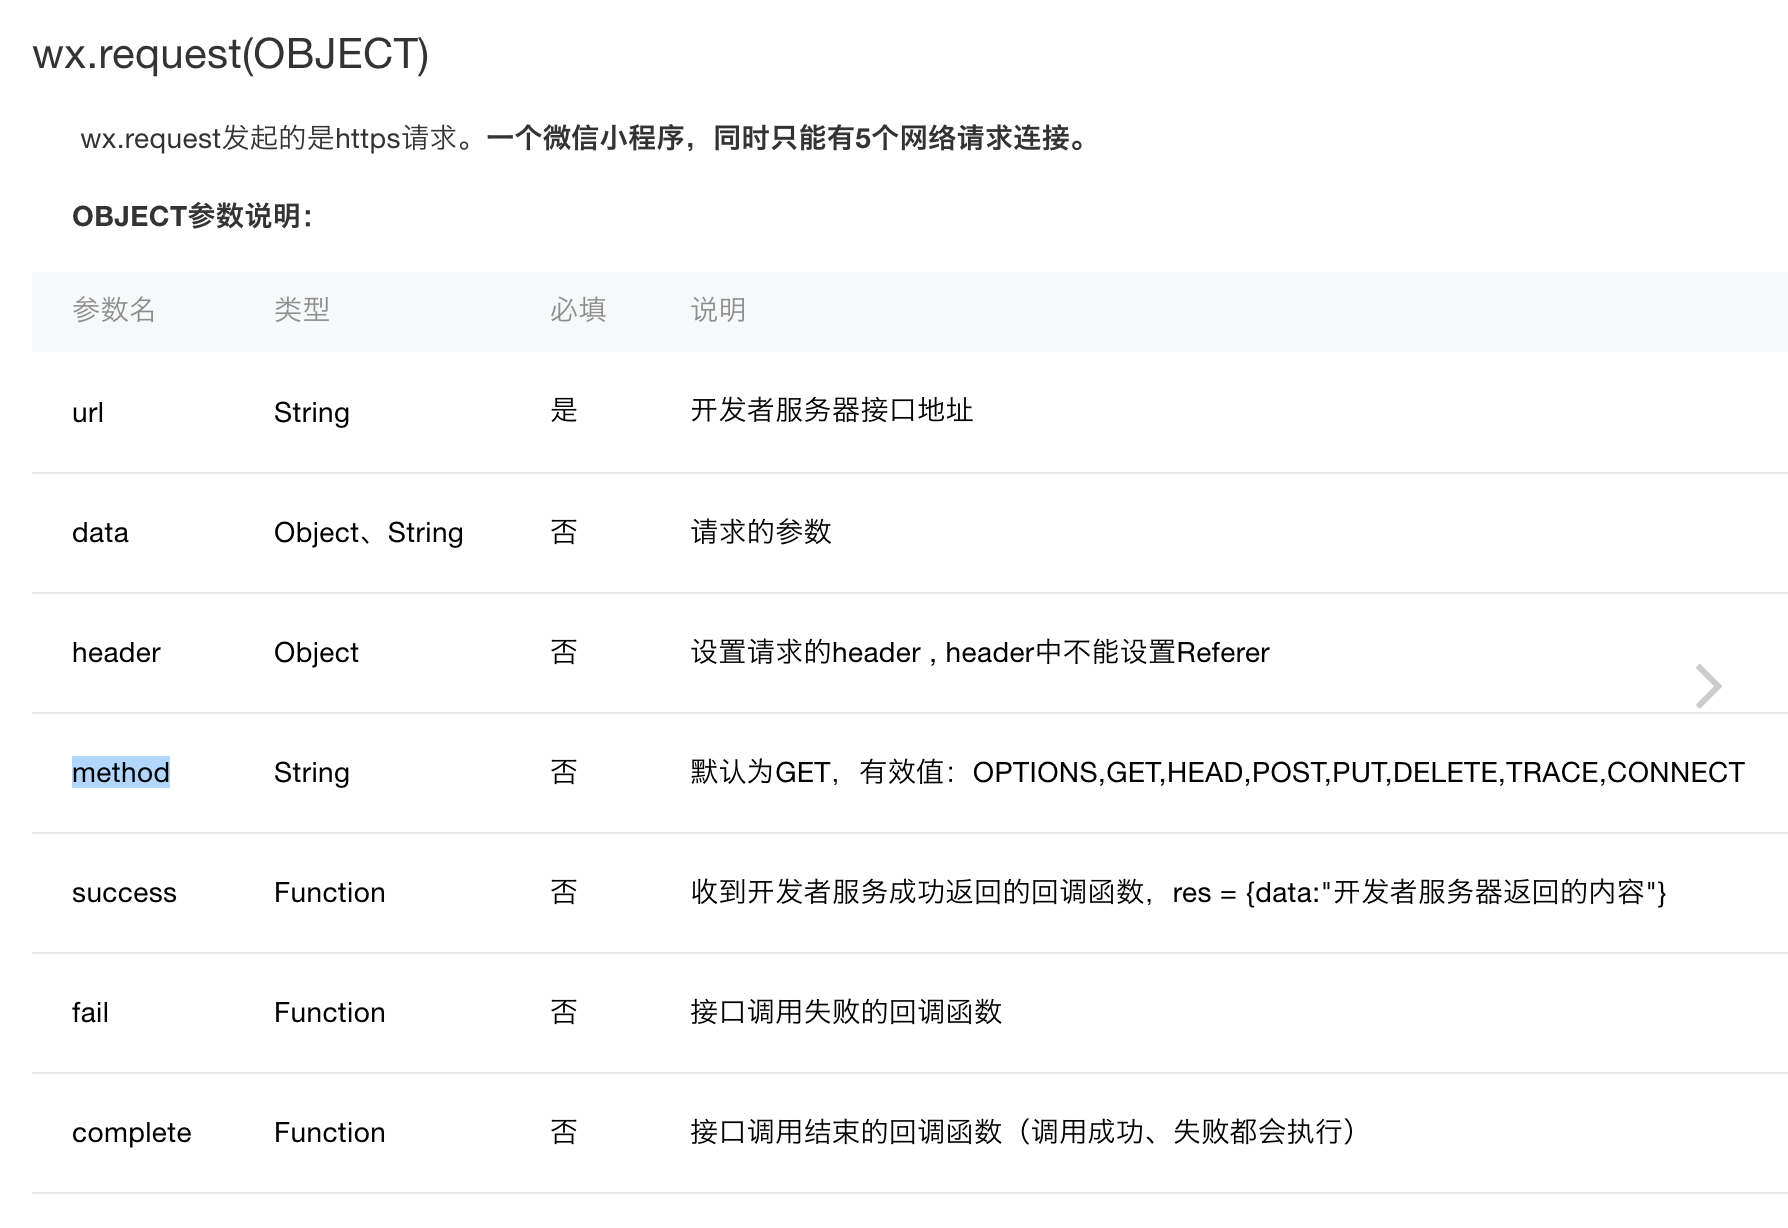 wx.request(OBJECT)
wx.request发起的是https请求。一个微信小程序，同时只能有5个网络请求连接。
OBJECT参数说明：
参数名 类型 必填 说明
url String 是 开发者服务器接口地址
data Object、String 否 请求的参数
header Object 否 设置请求的header , header中不能设置Referer
method String 否 默认为GET，有效值：OPTIONS,GET,HEAD,POST,PUT,DELETE,TRACE,CONNECT
success Function 否 收到开发者服务成功返回的回调函数，res = {data:"开发者服务器返回的内容"}
fail Function 否 接口调用失败的回调函数
complete Function 否 接口调用结束的回调函数（调用成功、失败都会执行）